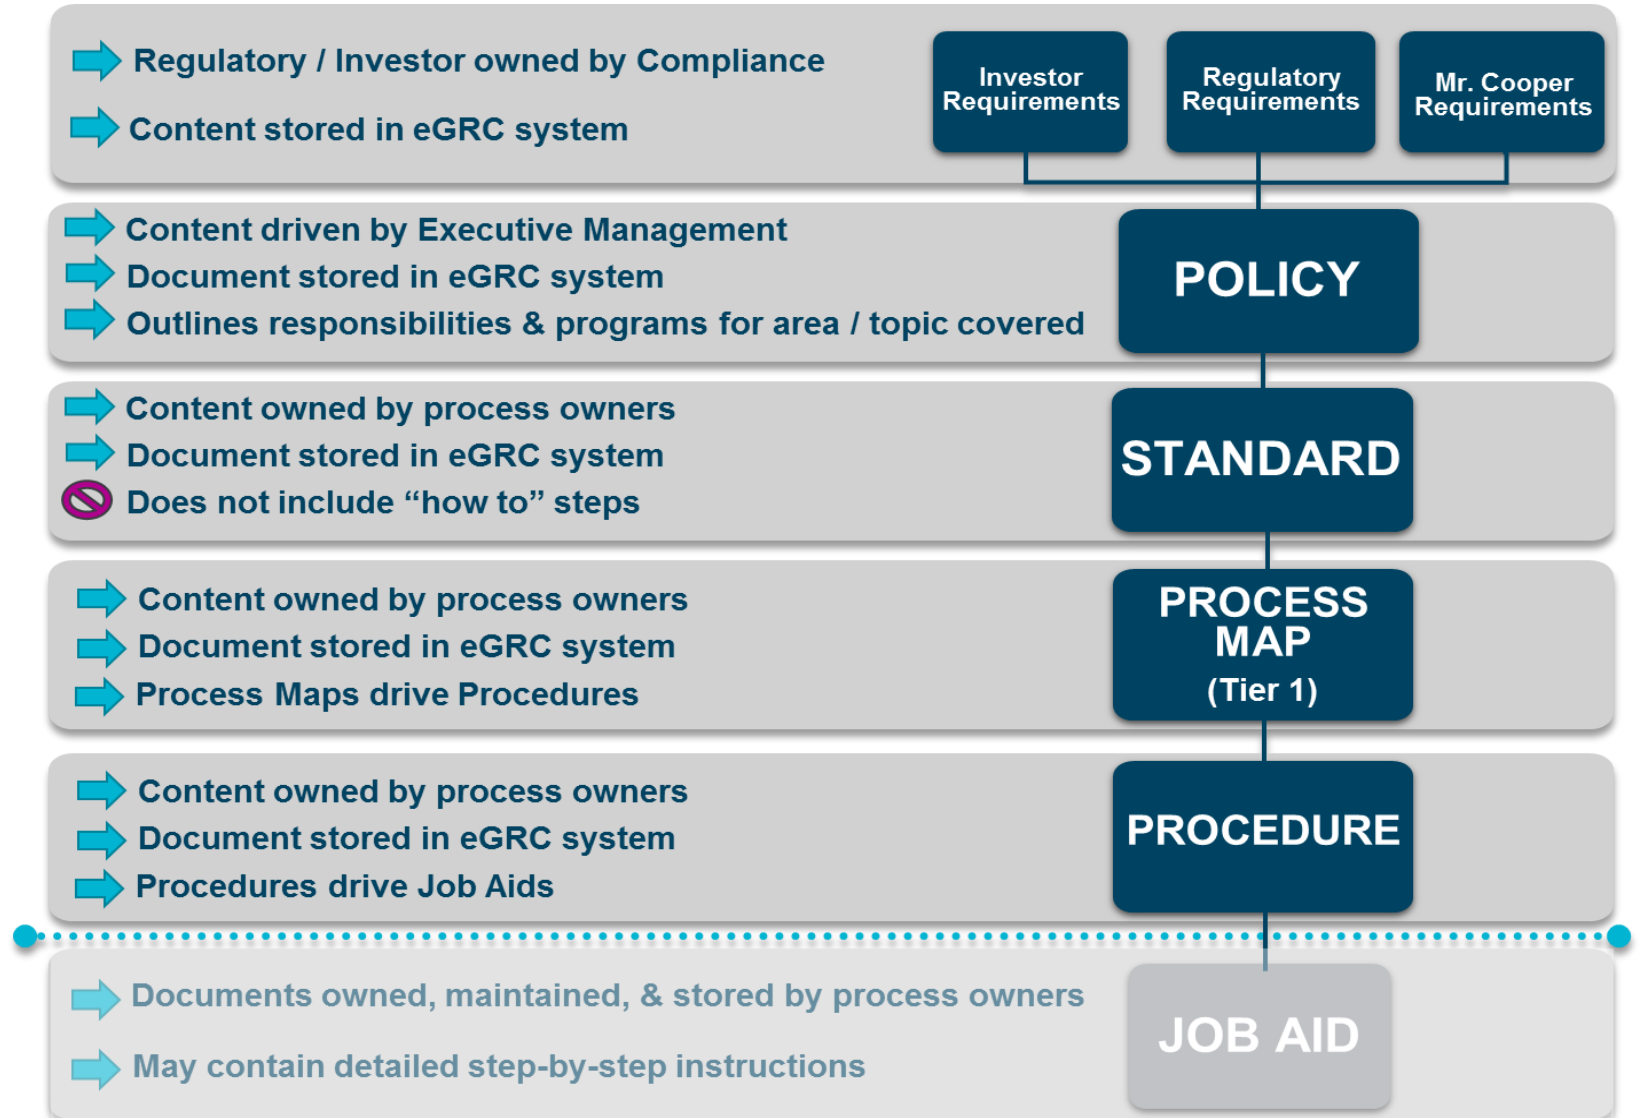 Regulatory / Investor owned by Compliance
Content stored in eGRC system
Investor
Requirements
Regulatory
Requirements
Mr. Cooper
Requirements
Content driven by Executive Management
Document stored in eGRC system
Outlines responsibilities & programs for area / topic covered
POLICY
Content owned by process owners
Document stored in eGRC system
Does not include “how to” steps
STANDARD
Content owned by process owners
Document stored in eGRC system
Process Maps drive Procedures
PROCESS
MAP
(Tier 1)
Content owned by process owners
Document stored in eGRC system
Procedures drive Job Aids
PROCEDURE
Documents owned, maintained, & stored by process owners
May contain detailed step-by-step instructions
JOB AID